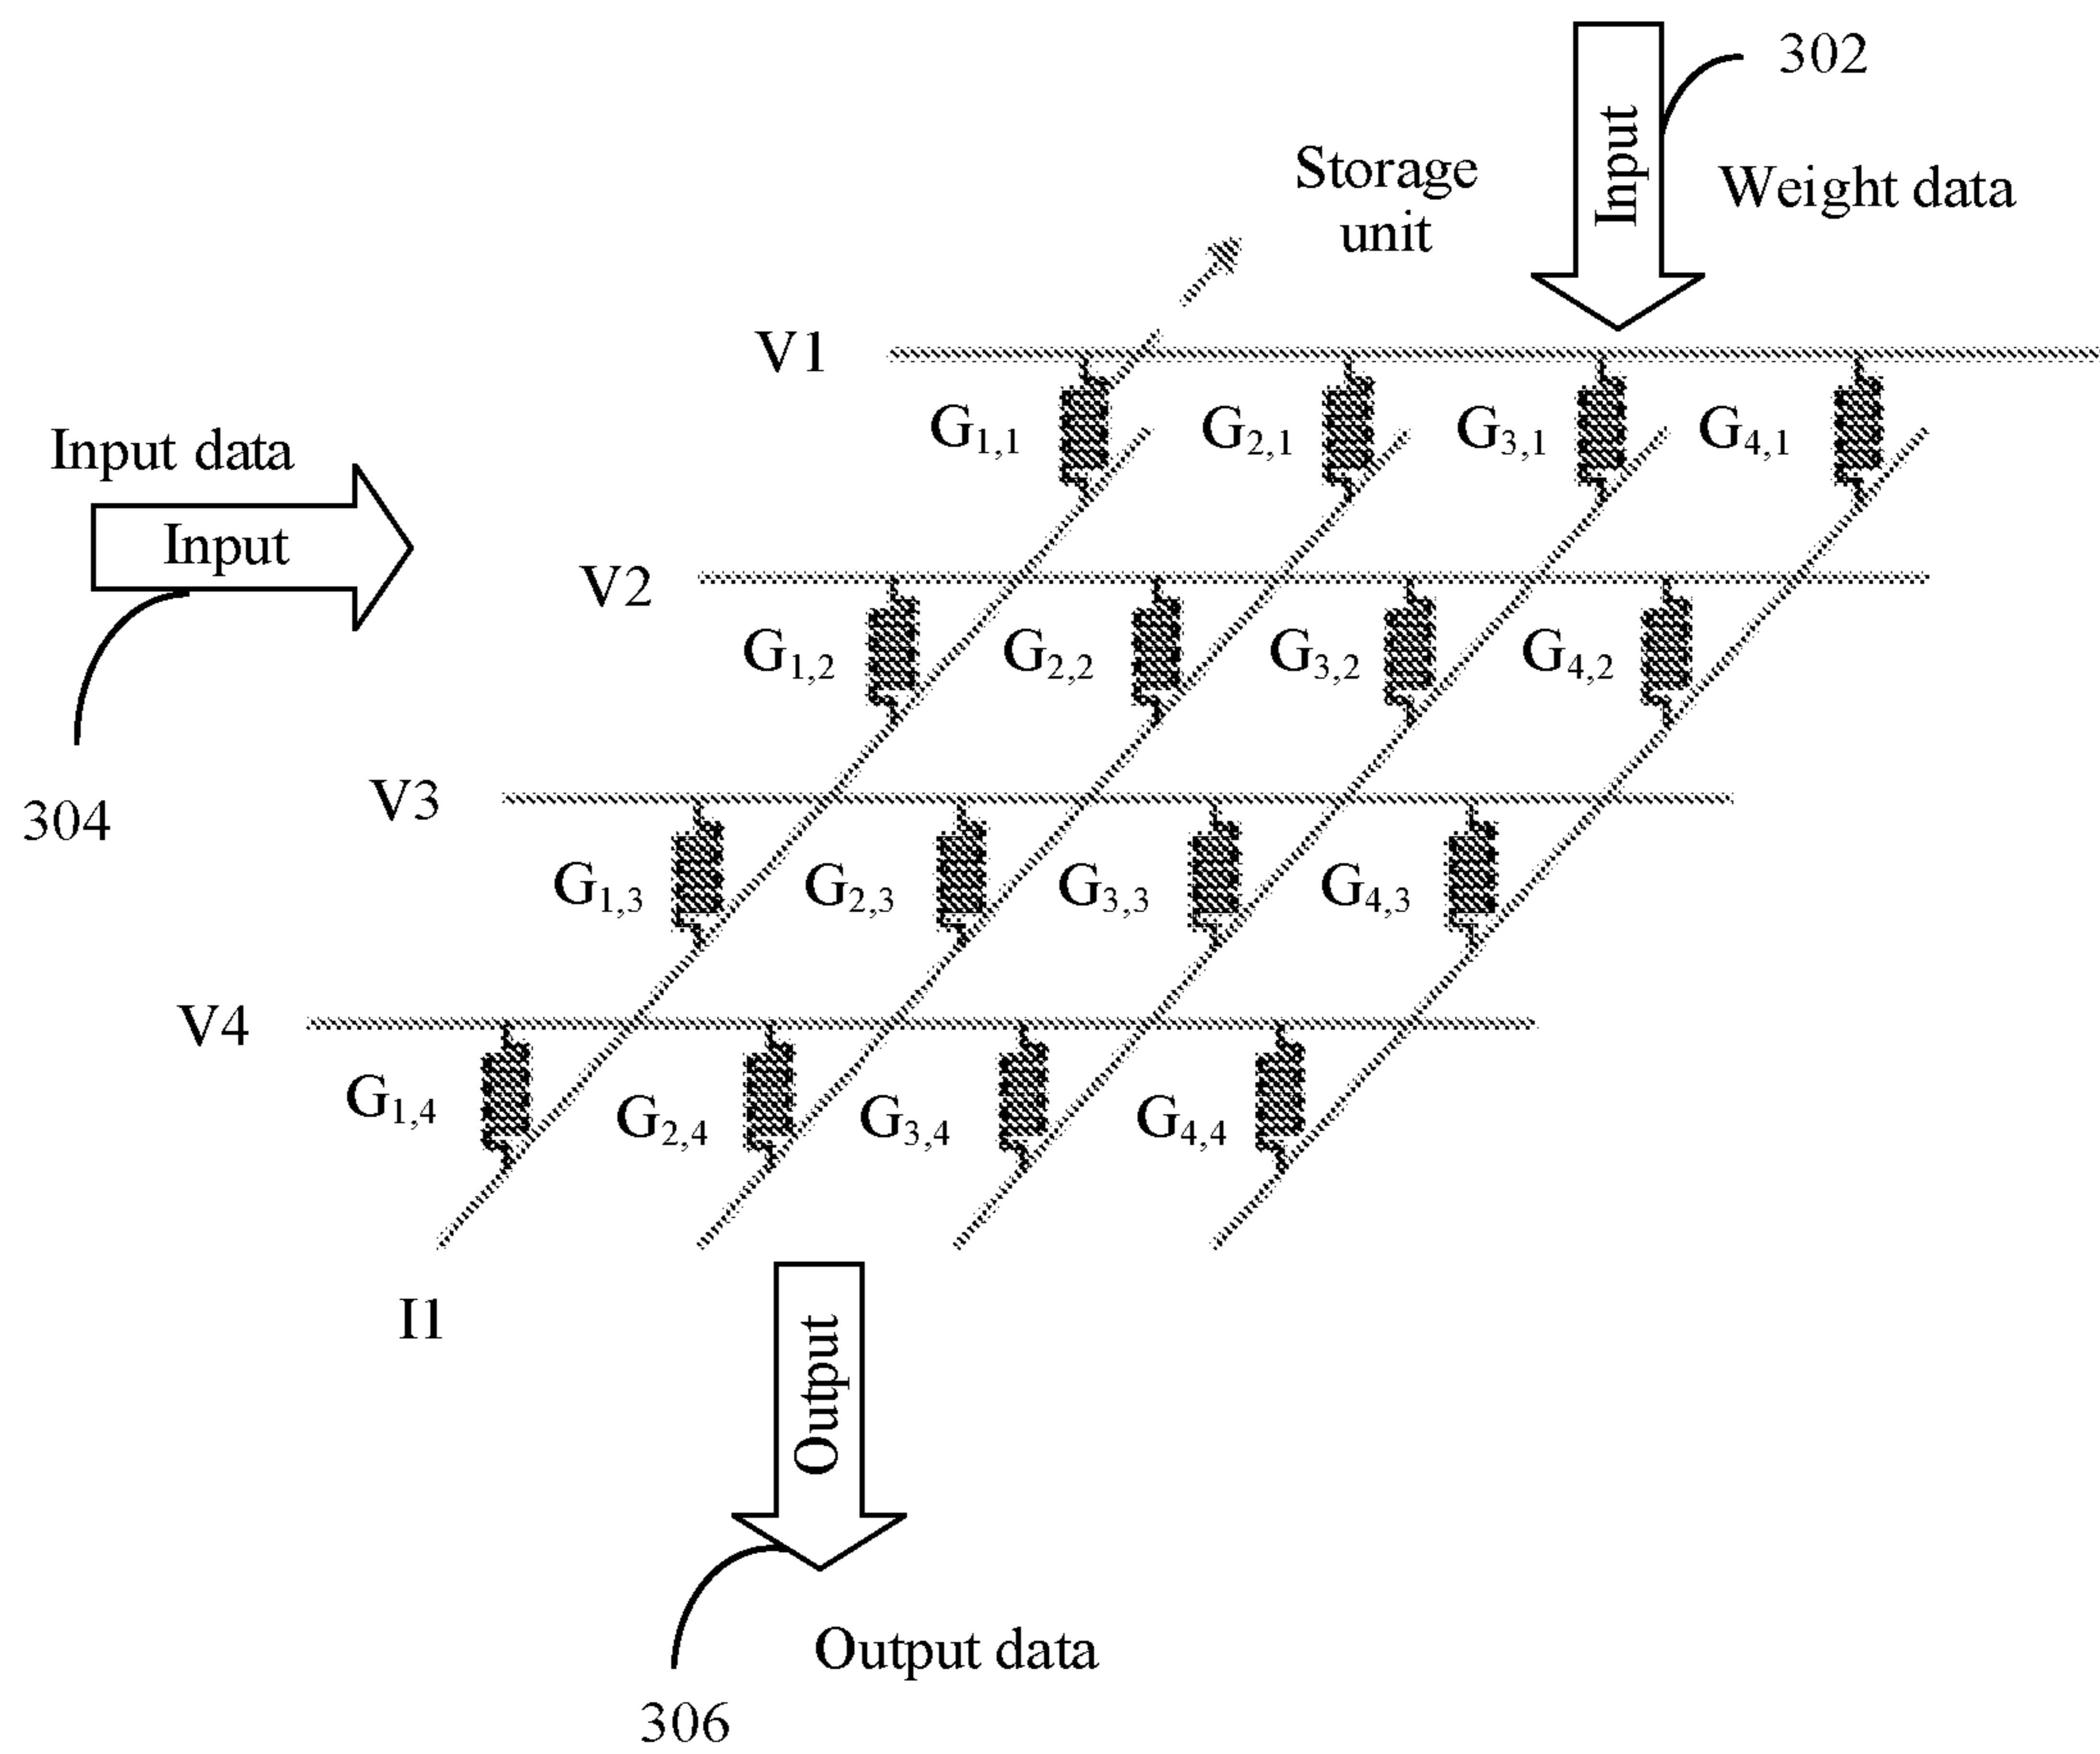 302
Input
Storage
unit
Weight data
V1
G1,1
G2,1
G3,1
G4,1
Input data
Input
V2
G1,2
G2,2
G3,2
G4,2
304
V3
G1,3
G2,3
G3,3
G4,3
V4
G1,4
G2,4
G3,4
G4,4
I1
Output
Output data
306